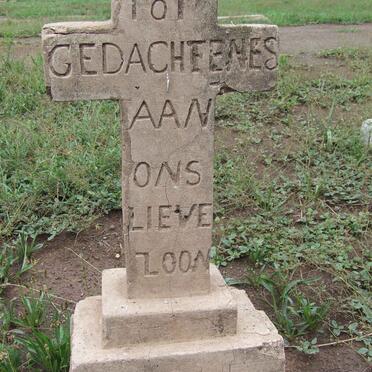 TOT
GEDACHTENES
AAN
ONS
LIEVE
ZOON